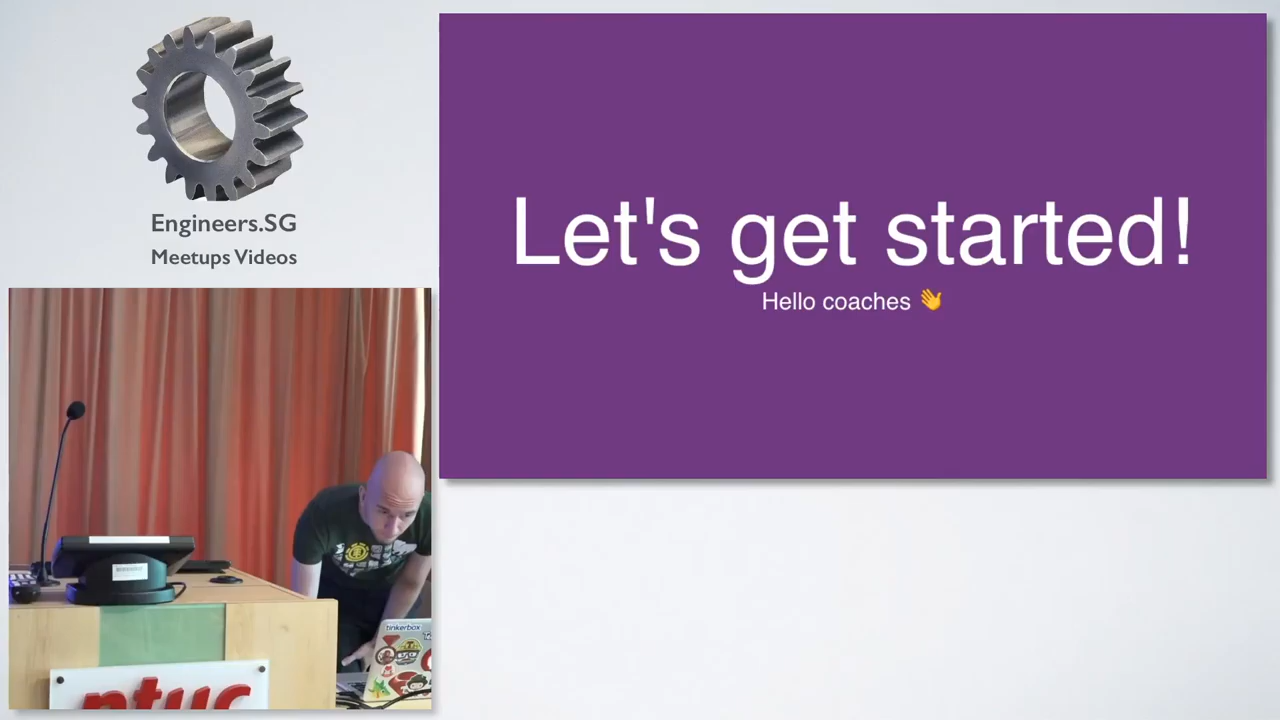 Engineers.SG
Meetups Videos
Let's get started!
Hello coaches 👋
tinkerbox
ntuc